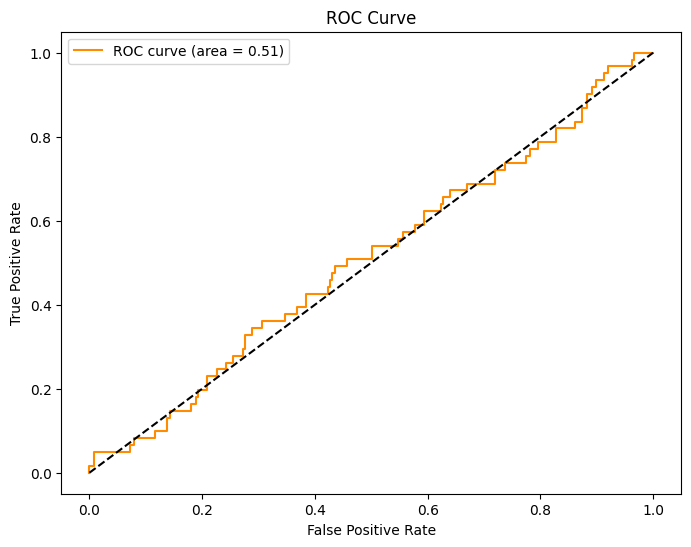 ROC Curve
ROC curve (area = 0.51)
True Positive Rate
1.0
0.8
0.6
0.4
0.2
0.0
0.0 0.2 0.4 0.6 0.8 1.0
False Positive Rate